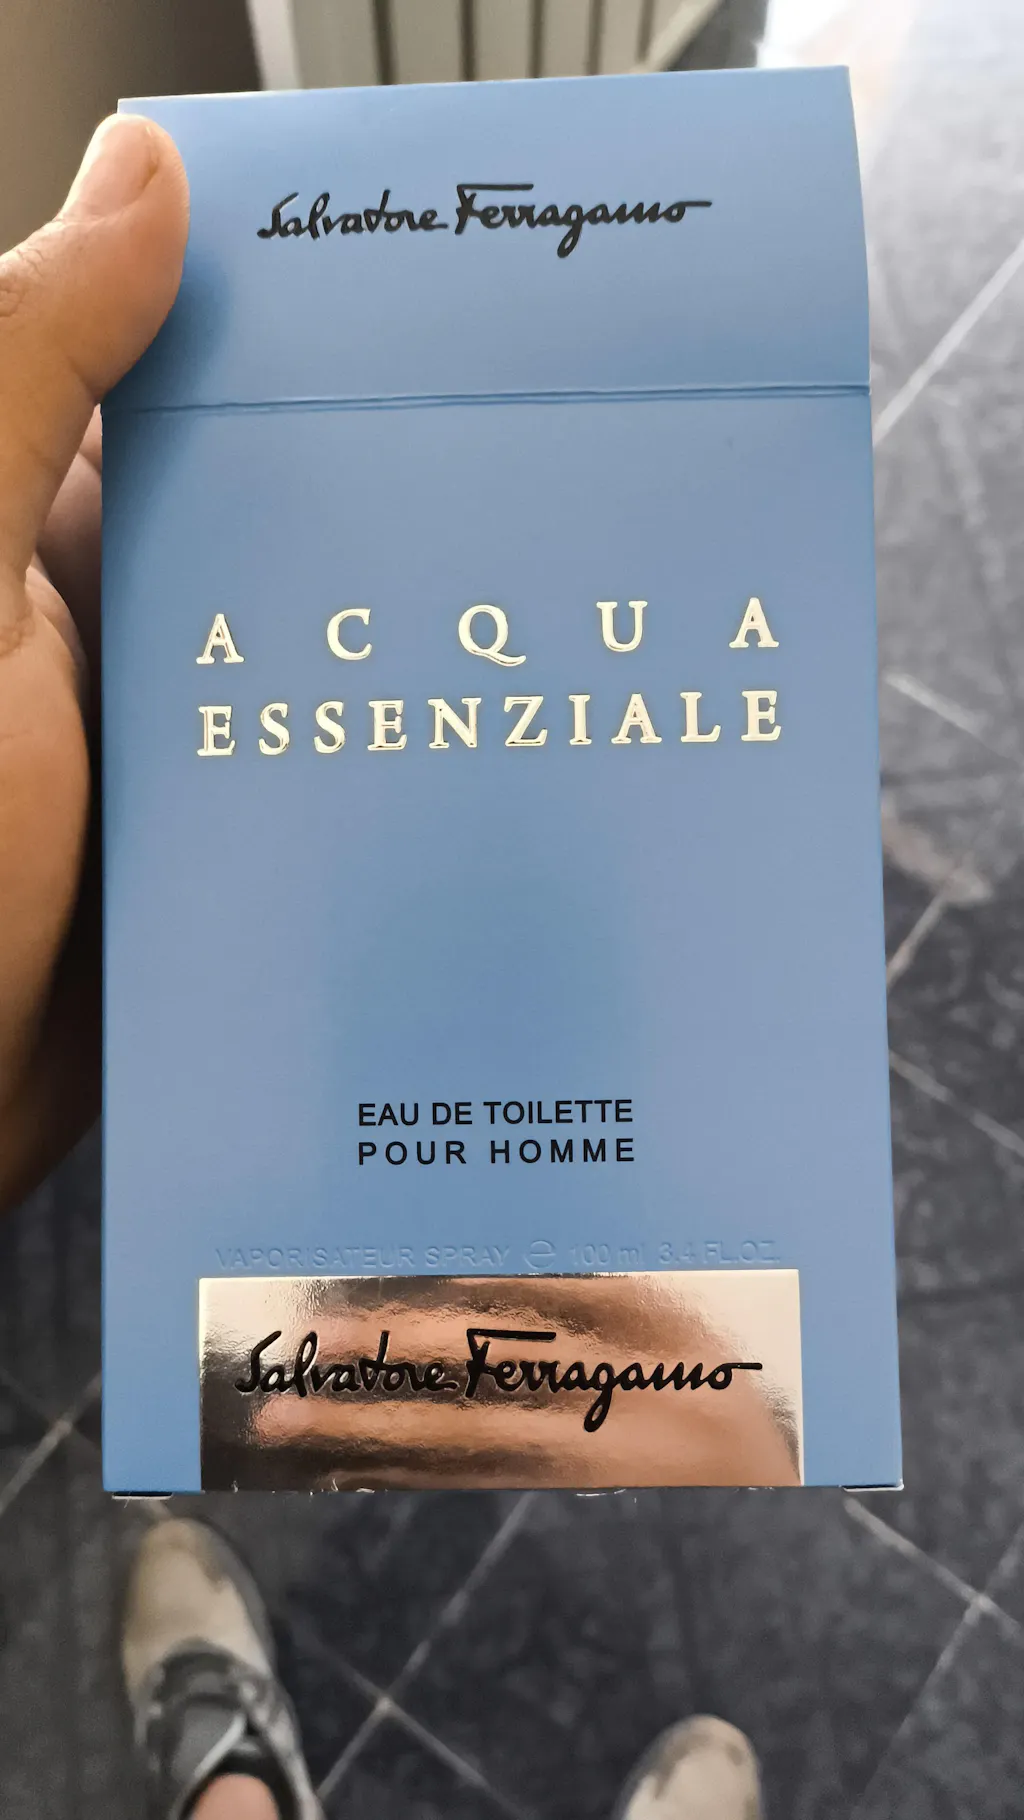 Salvatore Ferragamo
ACQUA
ESSENZIALE
EAU DE TOILETTE
POUR HOMME
VAPORISATEUR SPRAY ℮ 100 ml 3.4 FL.OZ.
Salvatore Ferragamo